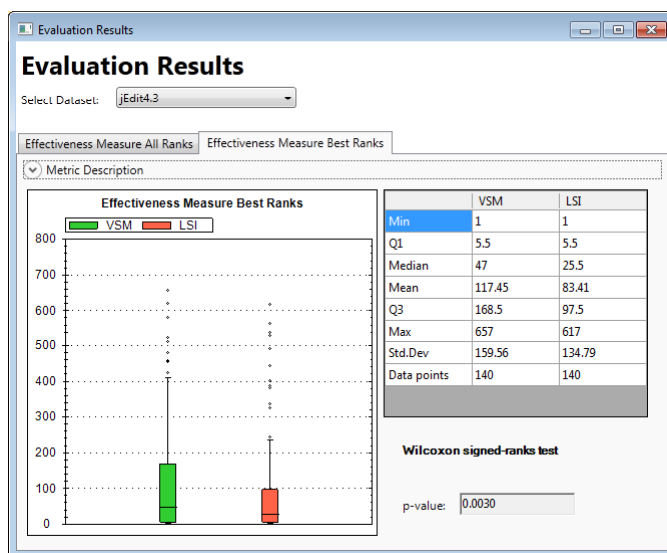 Evaluation Results
Evaluation Results
Select Dataset: jEdit4.3
Effectiveness Measure All Ranks Effectiveness Measure Best Ranks
Metric Description
Effectiveness Measure Best Ranks
VSM LSI
800
700
600
500
400
300
200
100
0
VSM LSI
Min 1 1
Q1 5.5 5.5
Median 47 25.5
Mean 117.45 83.41
Q3 168.5 97.5
Max 657 617
Std.Dev 159.56 134.79
Data points 140 140
Wilcoxon signed-ranks test
p-value: 0.0030